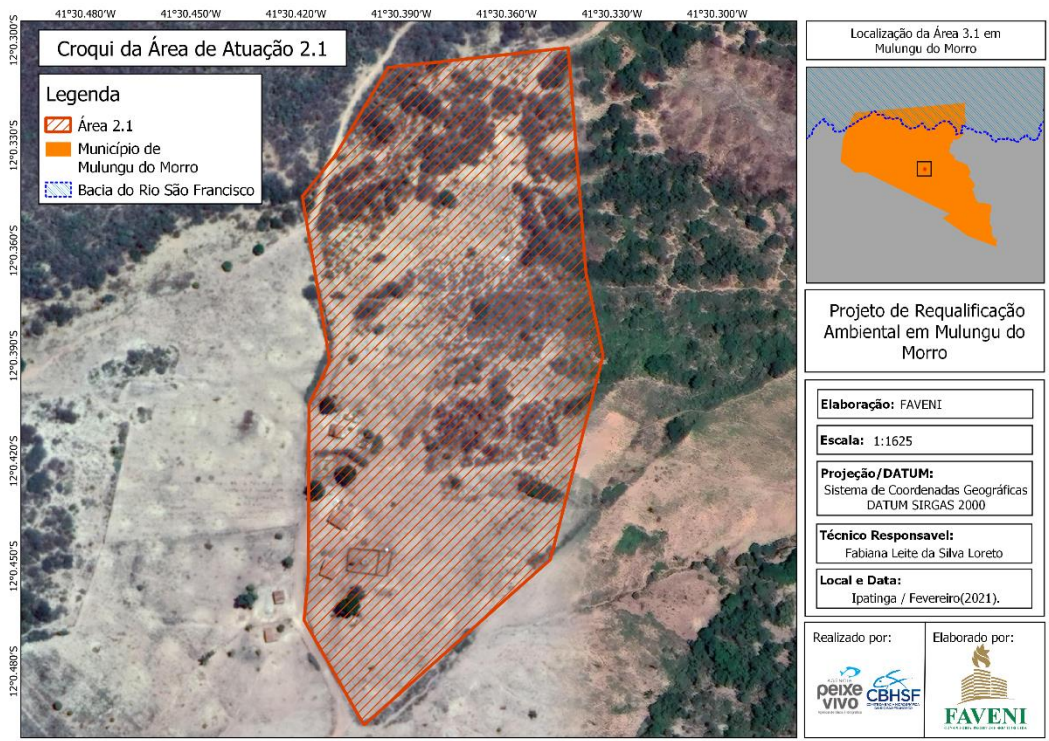 41°30.480'W 41°30.450'W 41°30.420'W 41°30.390'W 41°30.360'W 41°30.330'W 41°30.300'W
12°0.300'S
12°0.330'S
12°0.360'S
12°0.390'S
12°0.420'S
12°0.450'S
12°0.480'S
Croqui da Área de Atuação 2.1
Legenda
Área 2.1
Município de
Mulungu do Morro
Bacia do Rio São Francisco
Localização da Área 3.1 em
Mulungu do Morro
Projeto de Requalificação
Ambiental em Mulungu do
Morro
Elaboração: FAVENI
Escala: 1:1625
Projeção/DATUM:
Sistema de Coordenadas Geográficas
DATUM SIRGAS 2000
Técnico Responsavel:
Fabiana Leite da Silva Loreto
Local e Data:
Ipatinga / Fevereiro(2021).
Realizado por:
AGÊNCIA
peixe
vivo
CBHSF
Elaborado por:
FAVENI